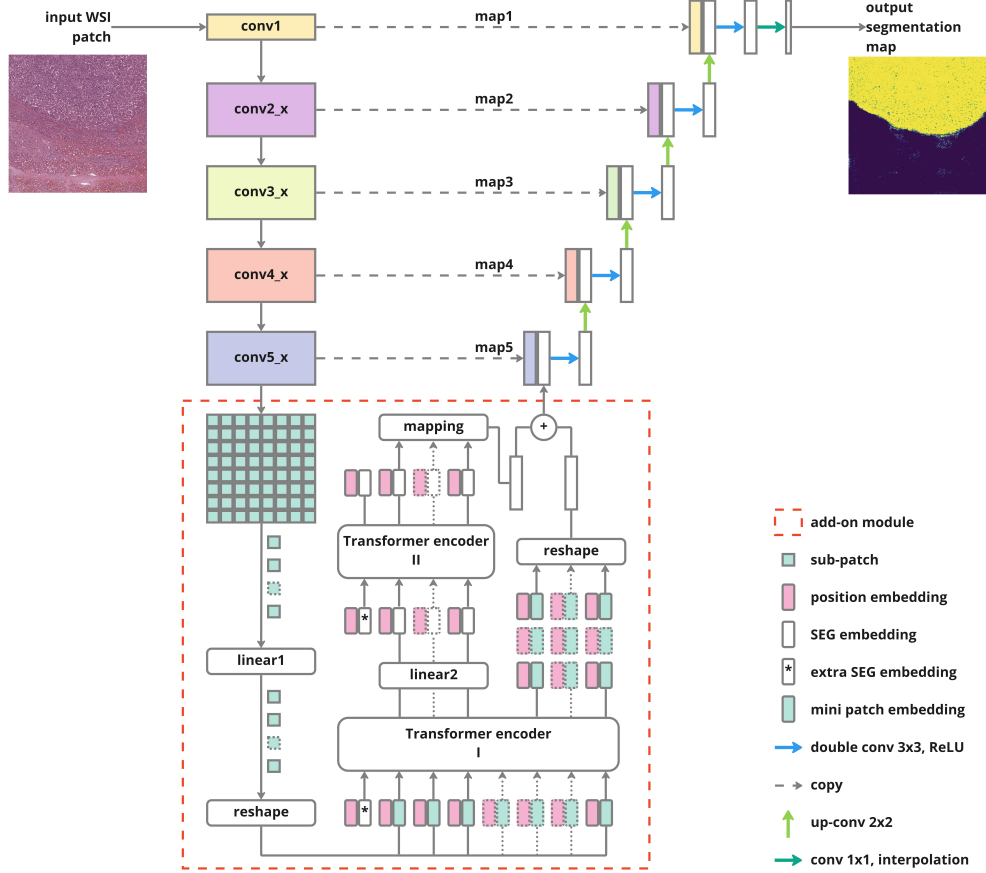 input WSI
patch
conv1
map1
output
segmentation
map
conv2_x
map2
conv3_x
map3
conv4_x
map4
conv5_x
map5
mapping
+
Transformer encoder
II
reshape
*
linear1
linear2
Transformer encoder
I
reshape
*
add-on module
sub-patch
position embedding
SEG embedding
*
extra SEG embedding
mini patch embedding
double conv 3x3, ReLU
copy
up-conv 2x2
conv 1x1, interpolation